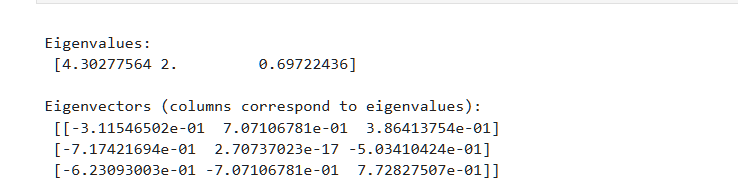 Eigenvalues:
[4.30277564 2. 0.69722436]
Eigenvectors (columns correspond to eigenvalues):
[[-3.11546502e-01 7.07106781e-01 3.86413754e-01]
[-7.17421694e-01 2.70737023e-17 -5.03410424e-01]
[-6.23093003e-01 -7.07106781e-01 7.72827507e-01]]